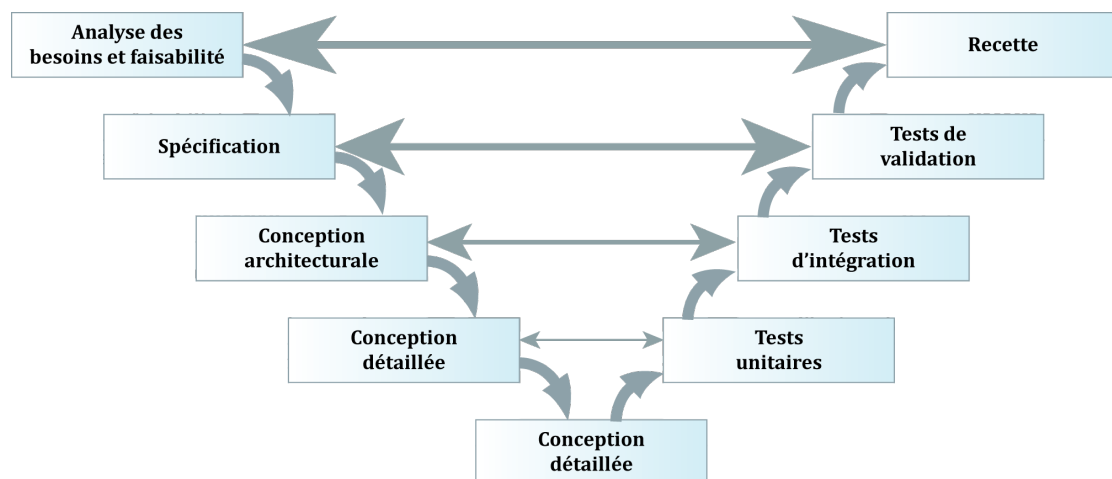 Analyse des
besoins et faisabilité
Recette
Spécification
Tests de
validation
Conception
architecturale
Tests
d’intégration
Conception
détaillée
Tests
unitaires
Conception
détaillée